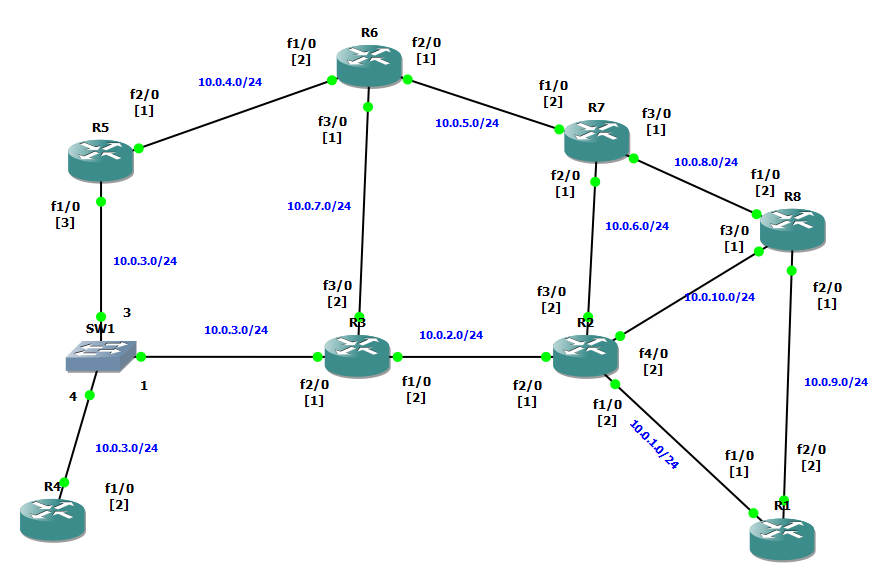 R6
f1/0
[2]
f2/0
[1]
10.0.4.0/24
f2/0
[1]
f1/0
[2]
f3/0
[1]
R7
f3/0
[1]
10.0.5.0/24
R5
10.0.8.0/24
f2/0
[1]
f1/0
[2]
R8
f1/0
[3]
10.0.7.0/24
10.0.6.0/24
f3/0
[1]
10.0.3.0/24
f3/0
[2]
f3/0
[2]
10.0.10.0/24
f2/0
[1]
3
SW1
10.0.3.0/24
R3
10.0.2.0/24
R2
f4/0
[2]
1
f2/0
[1]
f1/0
[2]
f2/0
[1]
10.0.9.0/24
4
f1/0
[2]
10.0.1.0/24
10.0.3.0/24
f1/0
[1]
f2/0
[2]
R4
f1/0
[2]
R1